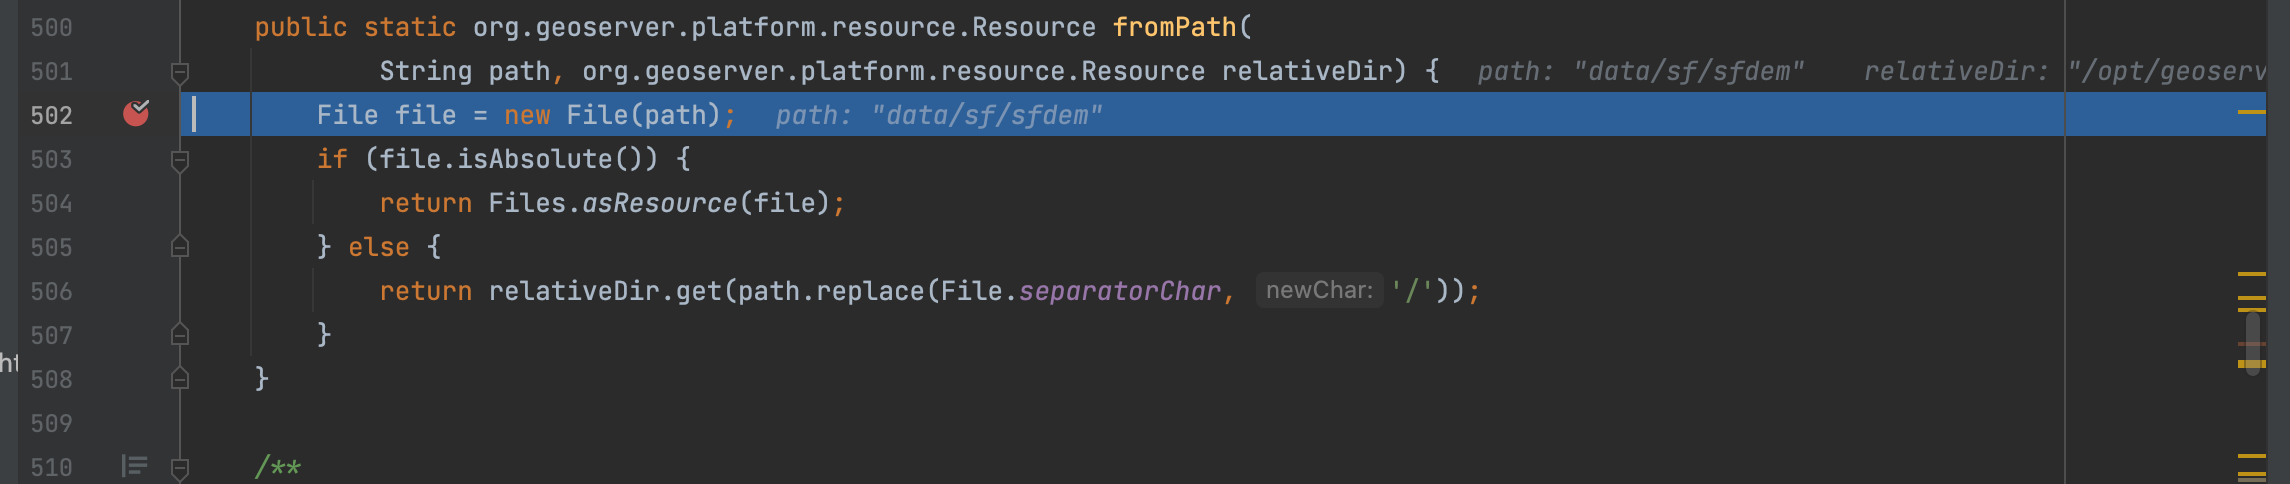 500 public static org.geoserver.platform.resource.Resource fromPath(
501 String path, org.geoserver.platform.resource.Resource relativeDir) { path: "data/sf/sfdem" relativeDir: "/opt/geoserv
502 File file = new File(path); path: "data/sf/sfdem"
503 if (file.isAbsolute()) {
504 return Files.asResource(file);
505 } else {
506 return relativeDir.get(path.replace(File.separatorChar, newChar: '/'));
507 }
ht
508 }
509
510 /**